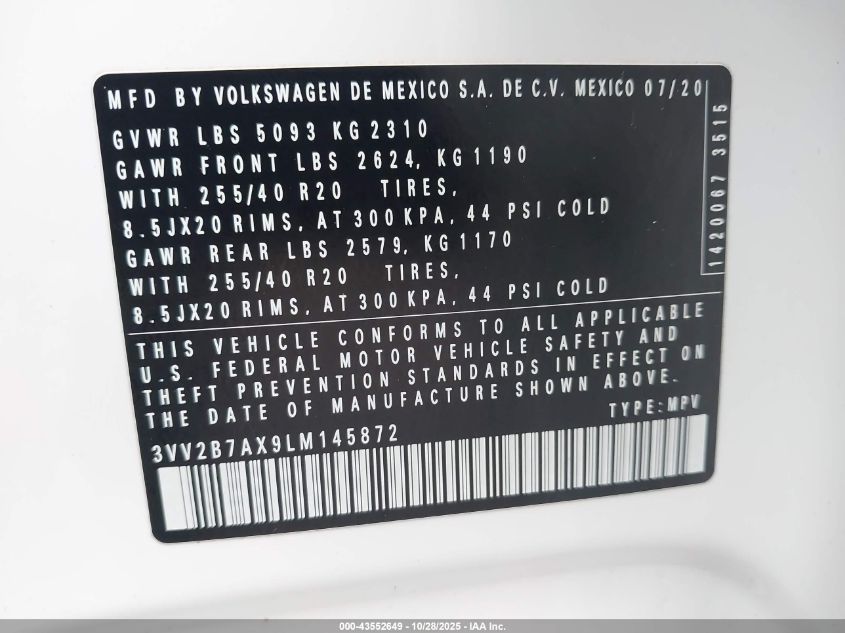 MFD BY VOLKSWAGEN DE MEXICO S.A. DE C.V. MEXICO 07/20
GVWR LBS 5093 KG 2310
GAWR FRONT LBS 2624, KG 1190
WITH 255/40 R20 TIRES,
8.5JX20 RIMS, AT 300 KPA, 44 PSI COLD
GAWR REAR LBS 2579, KG 1170
WITH 255/40 R20 TIRES,
8.5JX20 RIMS, AT 300 KPA, 44 PSI COLD
1420067 3515
THIS VEHICLE CONFORMS TO ALL APPLICABLE
U.S. FEDERAL MOTOR VEHICLE SAFETY AND
THEFT PREVENTION STANDARDS IN EFFECT ON
THE DATE OF MANUFACTURE SHOWN ABOVE.
TYPE: MPV
3VV2B7AX9LM145872
000-43552649 | 10/28/2025 - IAA Inc.